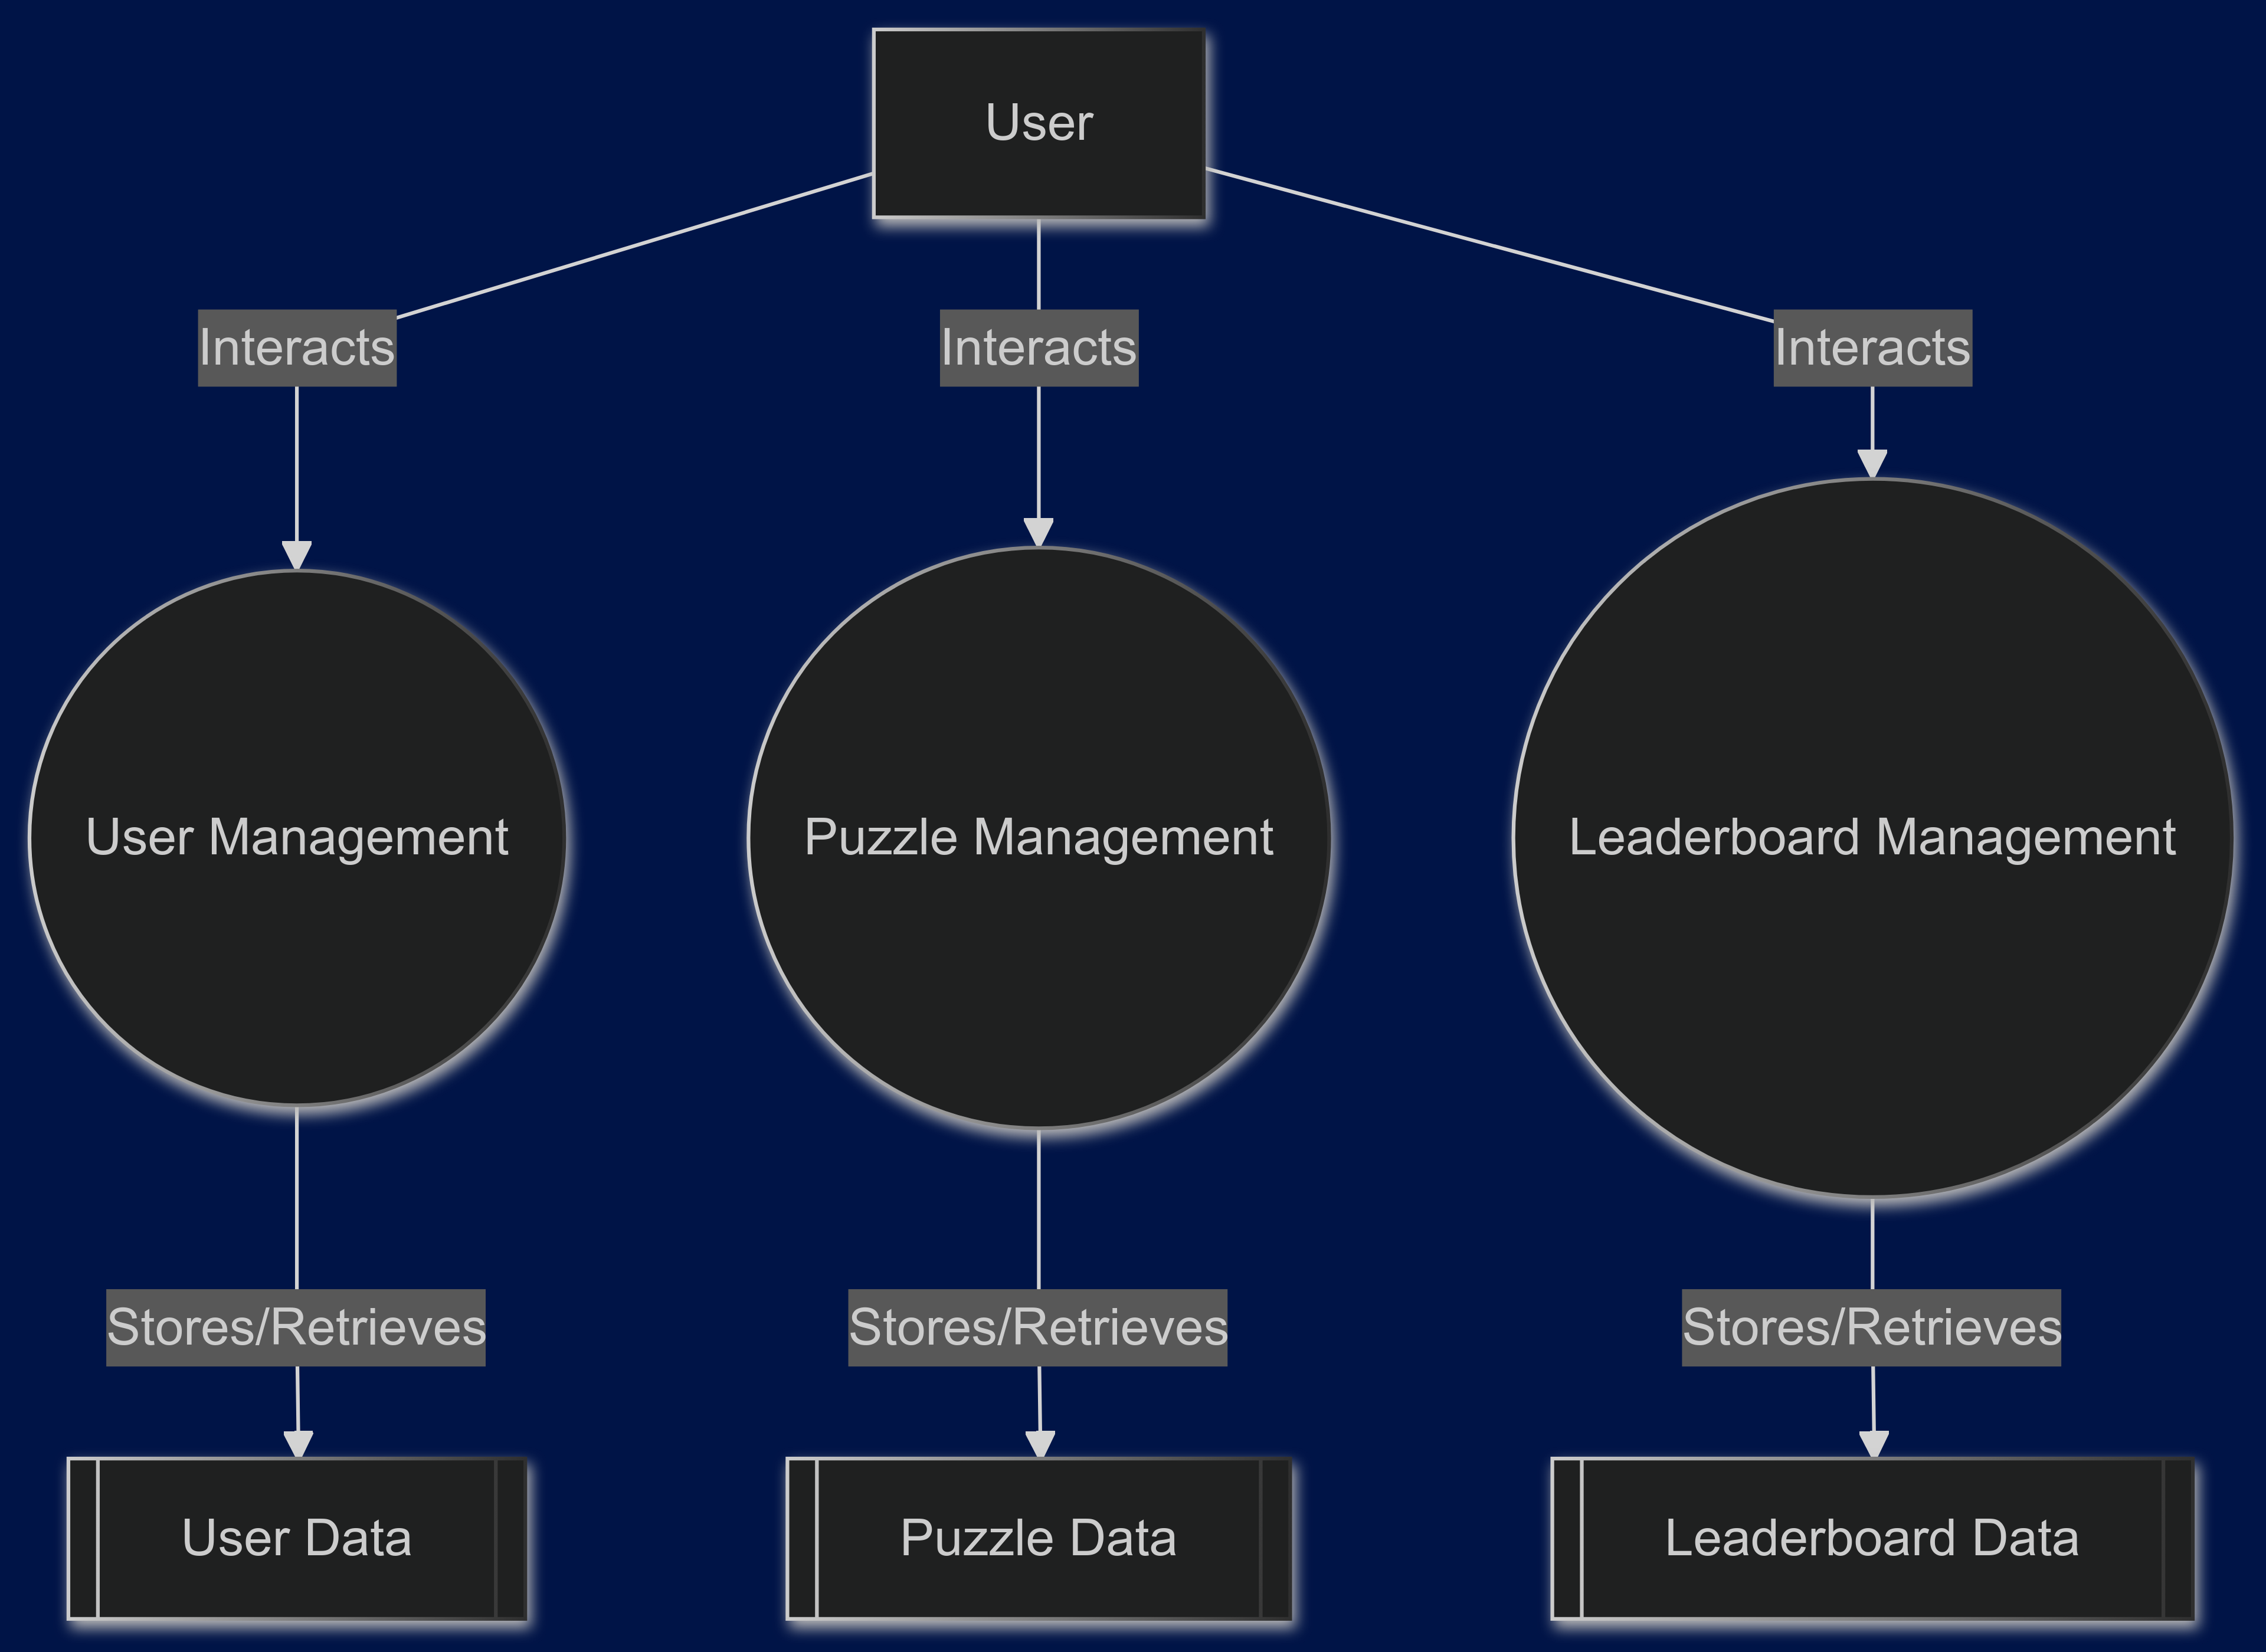 User
Interacts
Interacts
Interacts
User Management
Puzzle Management
Leaderboard Management
Stores/Retrieves
Stores/Retrieves
Stores/Retrieves
User Data
Puzzle Data
Leaderboard Data